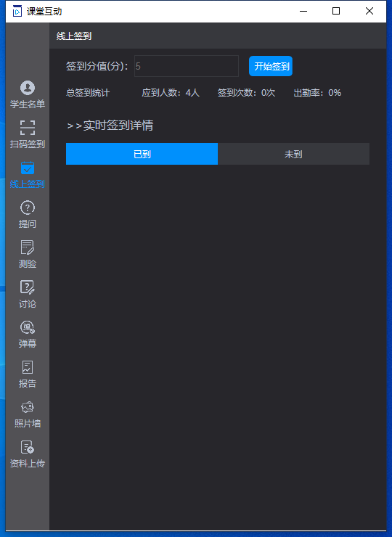 课堂互动
线上签到
签到分值(分): 5 开始签到
总签到统计 应到人数: 4人 签到次数: 0次 出勤率: 0%
>>实时签到详情
已到 未到
学生名单
扫码签到
线上签到
提问
测验
讨论
弹幕
报告
照片墙
资料上传